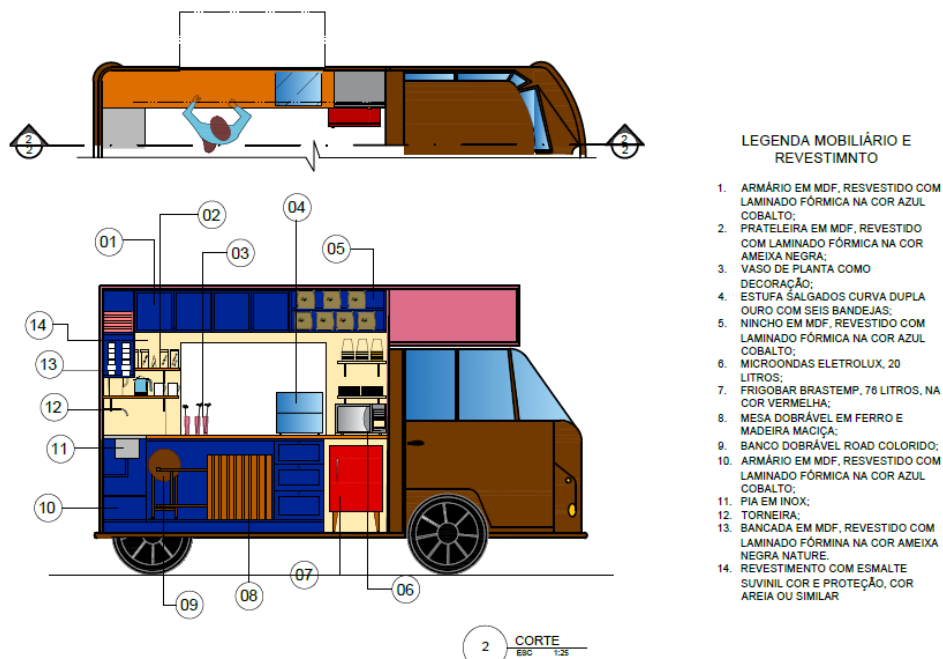 2
2
2
2
04
02
01
03
05
14
13
12
11
10
07
06
08
09
2
CORTE
ESC 1:25
LEGENDA MOBILIÁRIO E
REVESTIMNTO
1. ARMÁRIO EM MDF, RESVESTIDO COM
LAMINADO FÓRMICA NA COR AZUL
COBALTO;
2. PRATELEIRA EM MDF, REVESTIDO
COM LAMINADO FÓRMICA NA COR
AMEIXA NEGRA;
3. VASO DE PLANTA COMO
DECORAÇÃO;
4. ESTUFA SALGADOS CURVA DUPLA
OURO COM SEIS BANDEJAS;
5. NINCHO EM MDF, REVESTIDO COM
LAMINADO FÓRMICA NA COR AZUL
COBALTO;
6. MICROONDAS ELETROLUX, 20
LITROS;
7. FRIGOBAR BRASTEMP, 76 LITROS, NA
COR VERMELHA;
8. MESA DOBRÁVEL EM FERRO E
MADEIRA MACIÇA;
9. BANCO DOBRÁVEL ROAD COLORIDO;
10. ARMÁRIO EM MDF, RESVESTIDO COM
LAMINADO FÓRMICA NA COR AZUL
COBALTO;
11. PIA EM INOX;
12. TORNEIRA;
13. BANCADA EM MDF, REVESTIDO COM
LAMINADO FÓRMINA NA COR AMEIXA
NEGRA NATURE.
14. REVESTIMENTO COM ESMALTE
SUVINIL COR E PROTEÇÃO, COR
AREIA OU SIMILAR